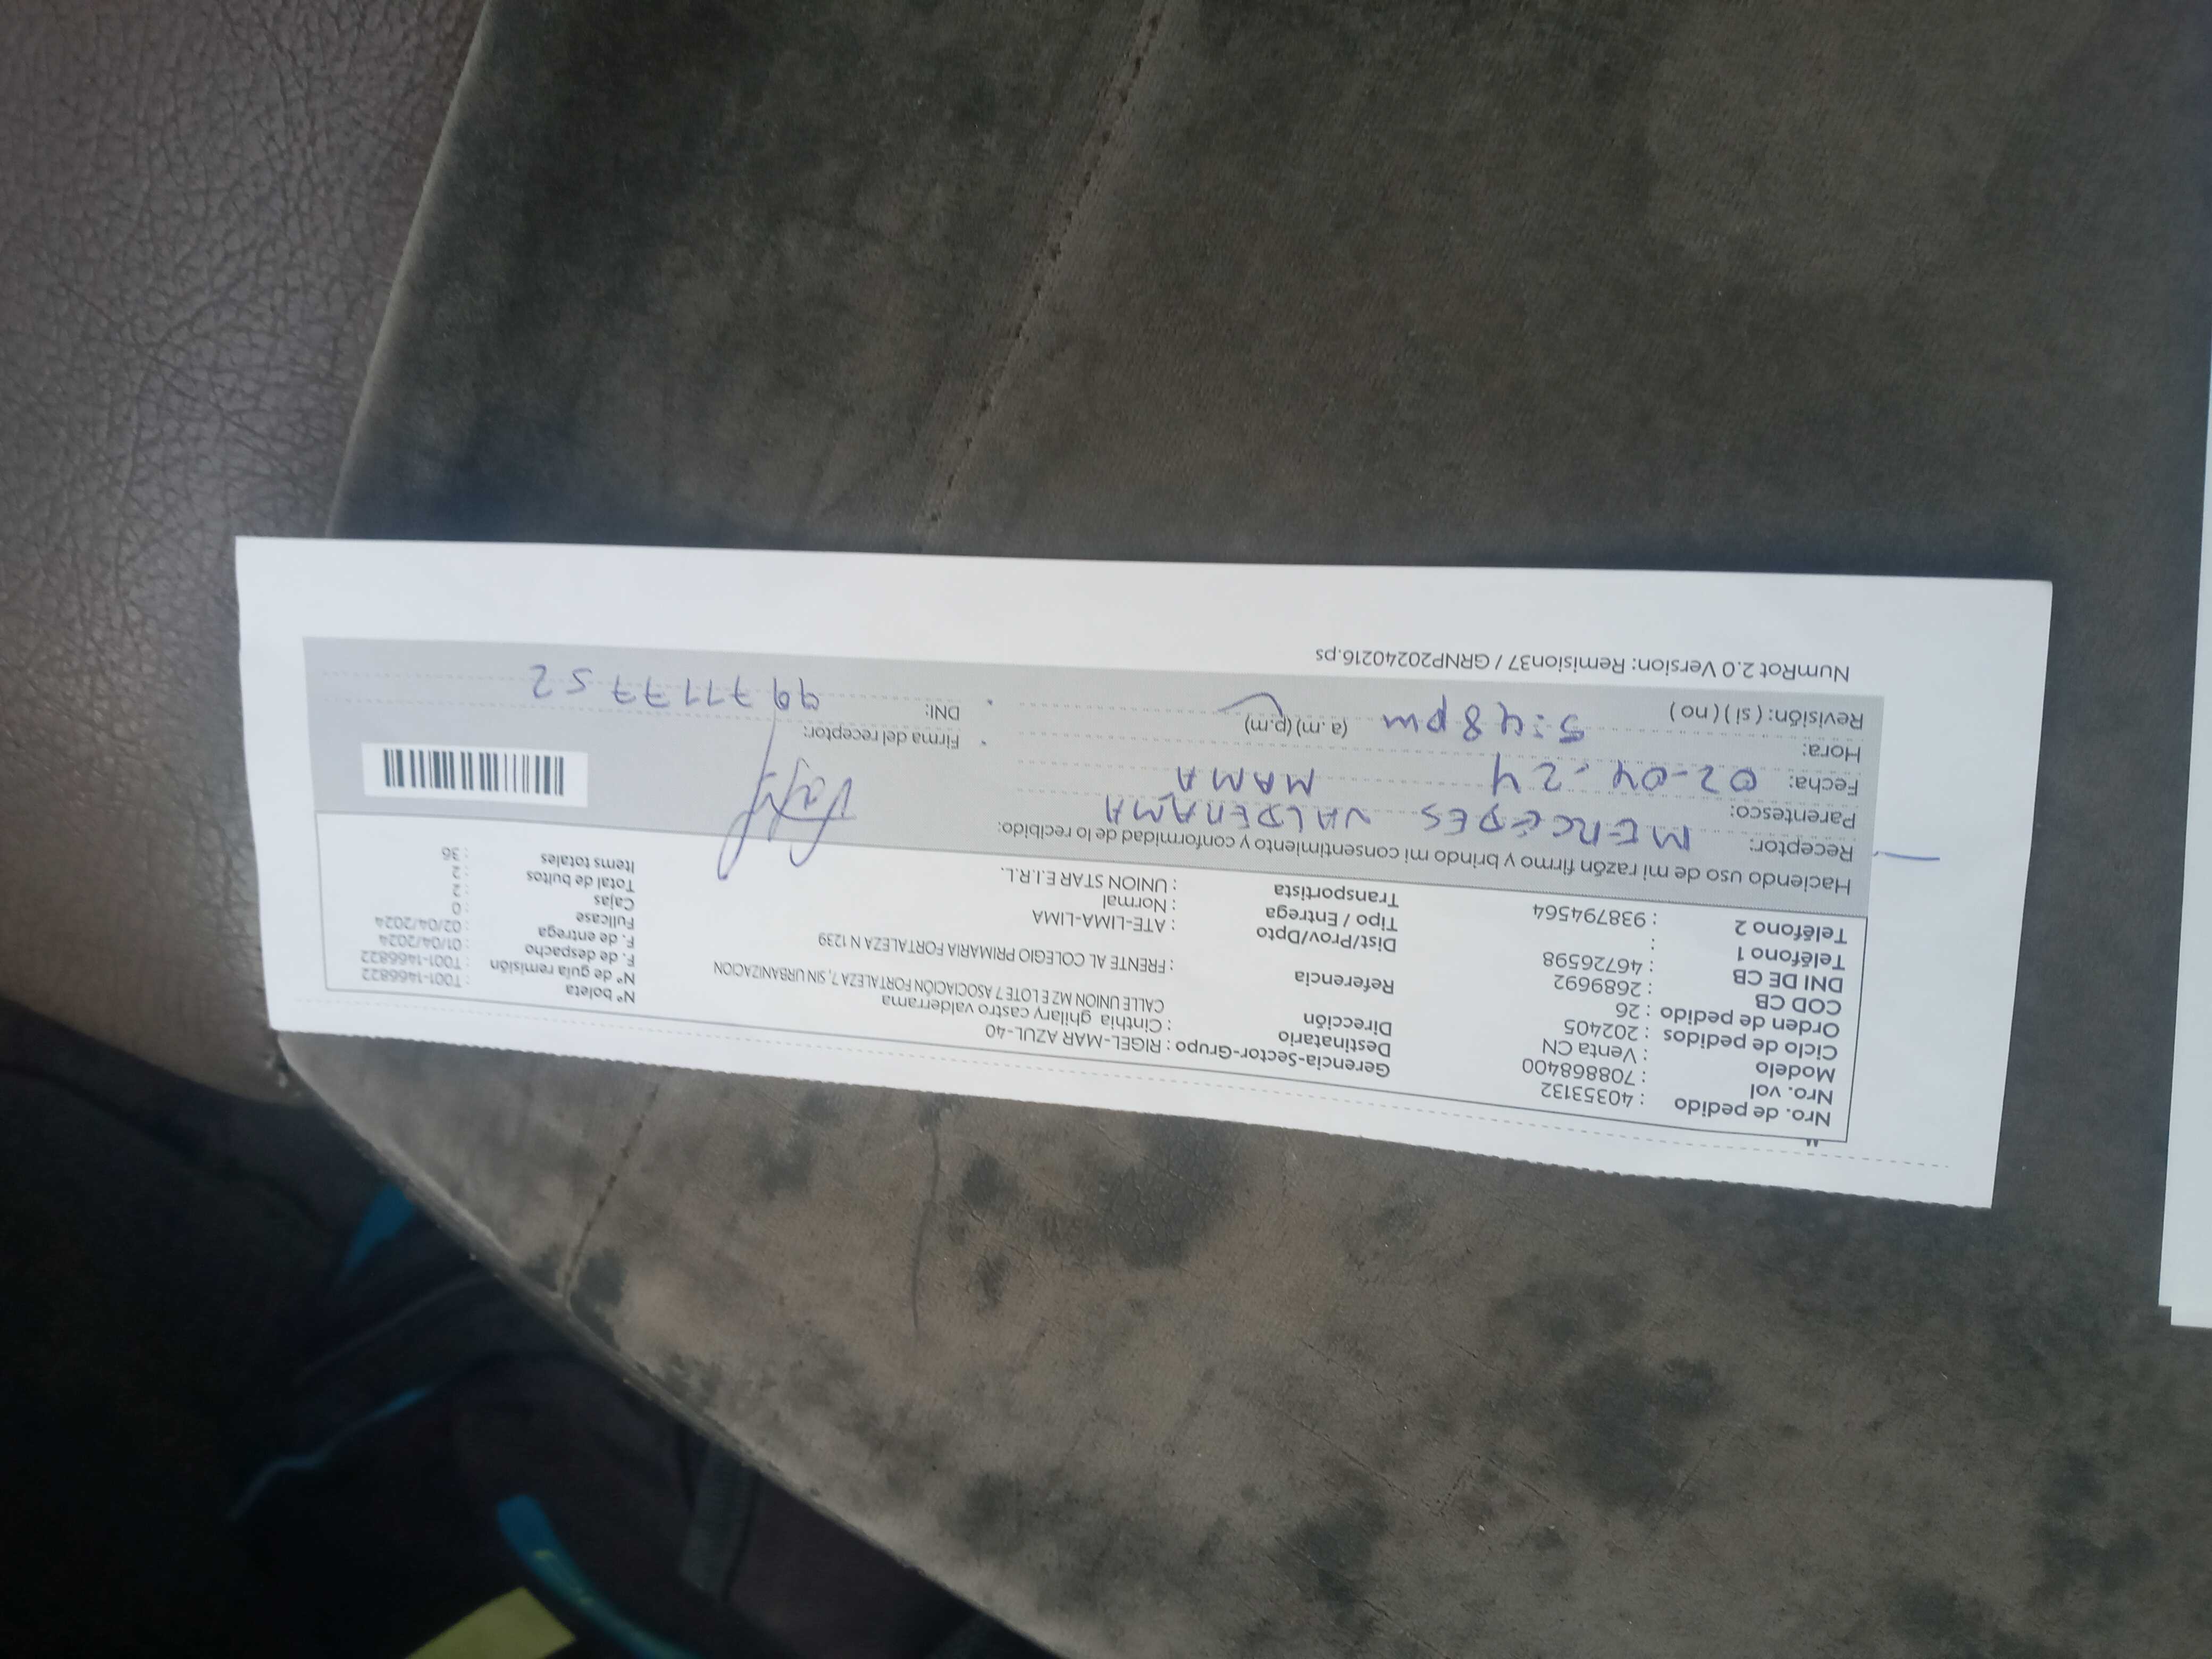 Nro. de pedido : 40353132
Nro. vol : 708868400
Modelo : Venta CN
Ciclo de pedidos : 202405
Orden de pedido : 26
COD CB : 2689692
DNI DE CB : 46726598
Teléfono 1 :
Teléfono 2 : 938794564
Gerencia-Sector-Grupo : RIGEL-MAR AZUL-40
Destinatario : Cinthia ghilary castro valderrama
Dirección CALLE UNION MZ E LOTE 7 ASOCIACIÓN FORTALEZA 7, SIN URBANIZACION
Referencia : FRENTE AL COLEGIO PRIMARIA FORTALEZA N 1239
Dist/Prov/Dpto : ATE-LIMA-LIMA
Tipo / Entrega : Normal
Transportista : UNION STAR E.I.R.L.
N° boleta : T001-1466822
N° de guía remisión : T001-1466822
F. de despacho : 01/04/2024
F. de entrega : 02/04/2024
Fullcase : 0
Cajas : 2
Total de bultos : 2
Items totales : 36
Haciendo uso de mi razón firmo y brindo mi consentimiento y conformidad de lo recibido:
Receptor: MERCEDES VALDERAMA
Parentesco: MAMA
Fecha: 02-04-24
Hora: 5:48 pm (a.m) (p.m)
Revisión: ( si ) ( no )
Firma del receptor:
DNI: 997117752
NumRot 2.0 Version: Remision37 / GRNP20240216.ps